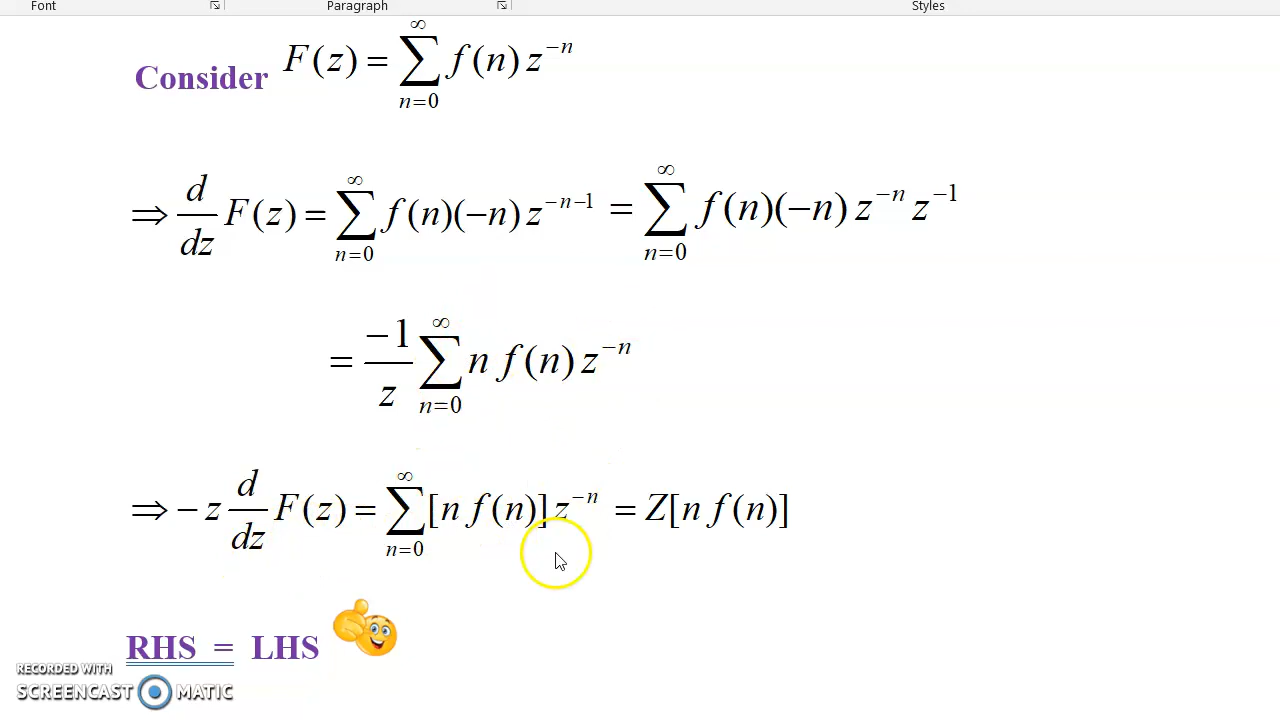 Font Paragraph Styles
Consider F(z) = ∑_{n=0}^{∞} f(n) z^{−n}
⇒ d/dz F(z) = ∑_{n=0}^{∞} f(n)(−n) z^{−n−1} = ∑_{n=0}^{∞} f(n)(−n) z^{−n} z^{−1}
= −1/z ∑_{n=0}^{∞} n f(n) z^{−n}
⇒ − z d/dz F(z) = ∑_{n=0}^{∞} [n f(n)] z^{−n} = Z[n f(n)]
RHS = LHS
RECORDED WITH
SCREENCAST MATIC